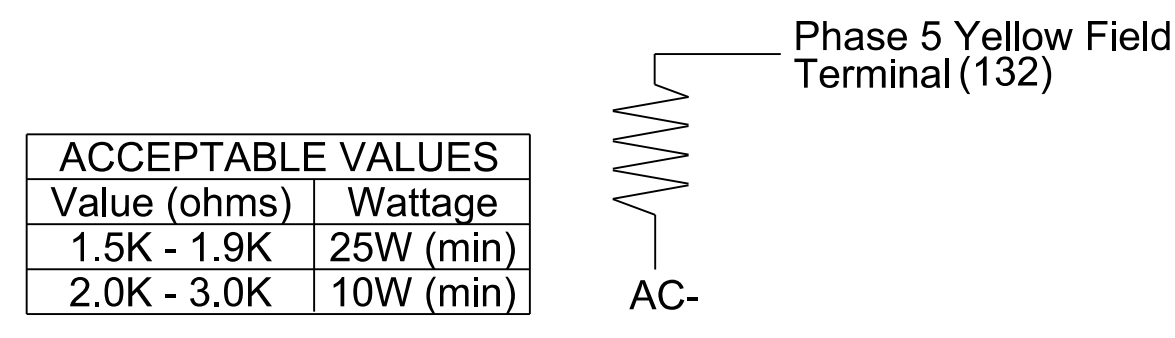 Phase 5 Yellow Field
Terminal (132)
ACCEPTABLE VALUES
Value (ohms) Wattage
1.5K - 1.9K 25W (min)
2.0K - 3.0K 10W (min)
AC-